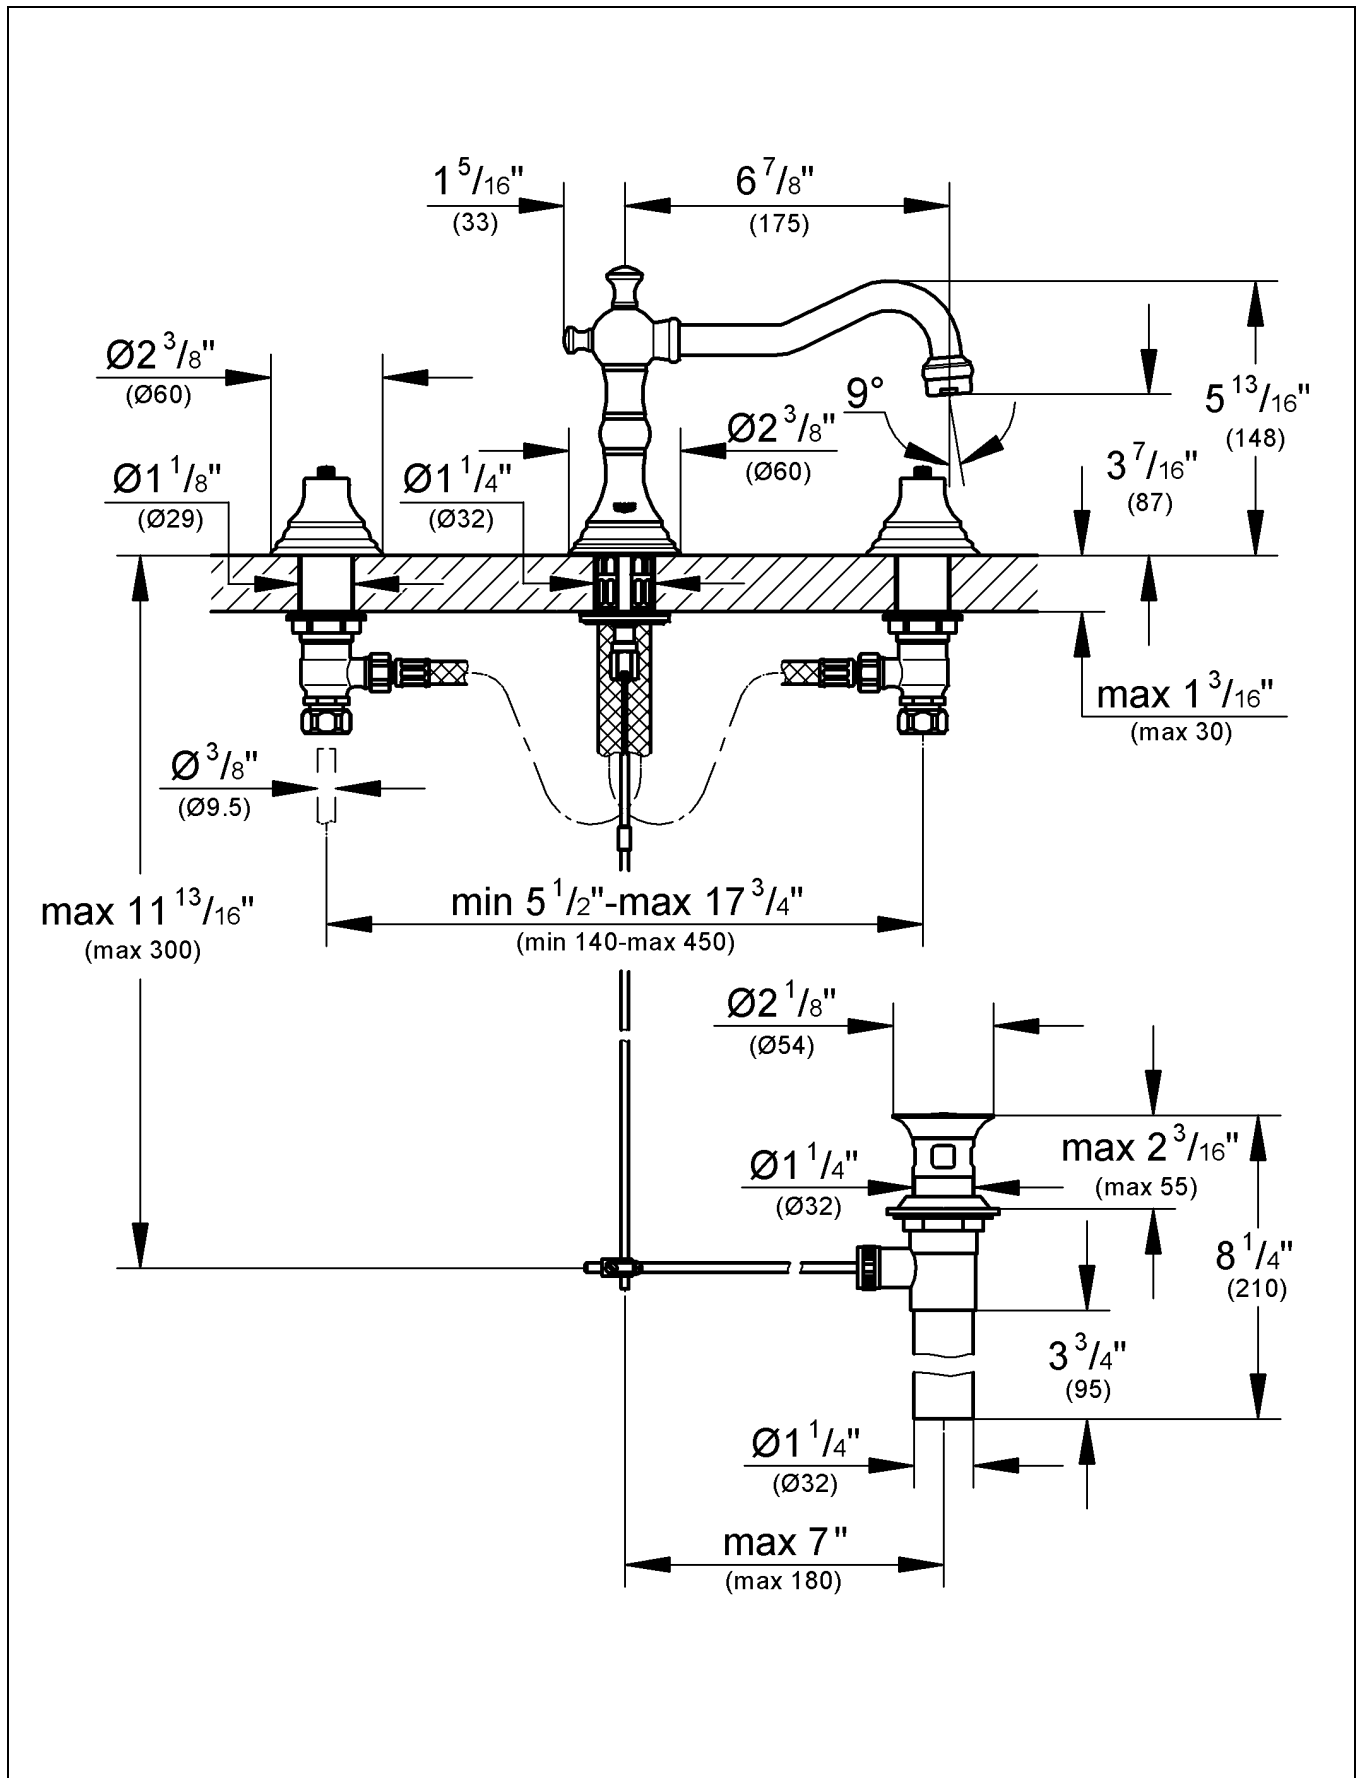 1 5/16"
(33)
6 7/8"
(175)
Ø2 3/8"
(Ø60)
9°
5 13/16"
(148)
Ø2 3/8"
(Ø60)
3 7/16"
(87)
Ø1 1/8"
(Ø29)
Ø1 1/4"
(Ø32)
max 1 3/16"
(max 30)
Ø 3/8"
(Ø9.5)
max 11 13/16"
(max 300)
min 5 1/2"-max 17 3/4"
(min 140-max 450)
Ø2 1/8"
(Ø54)
max 2 3/16"
(max 55)
Ø1 1/4"
(Ø32)
8 1/4"
(210)
3 3/4"
(95)
Ø1 1/4"
(Ø32)
max 7"
(max 180)